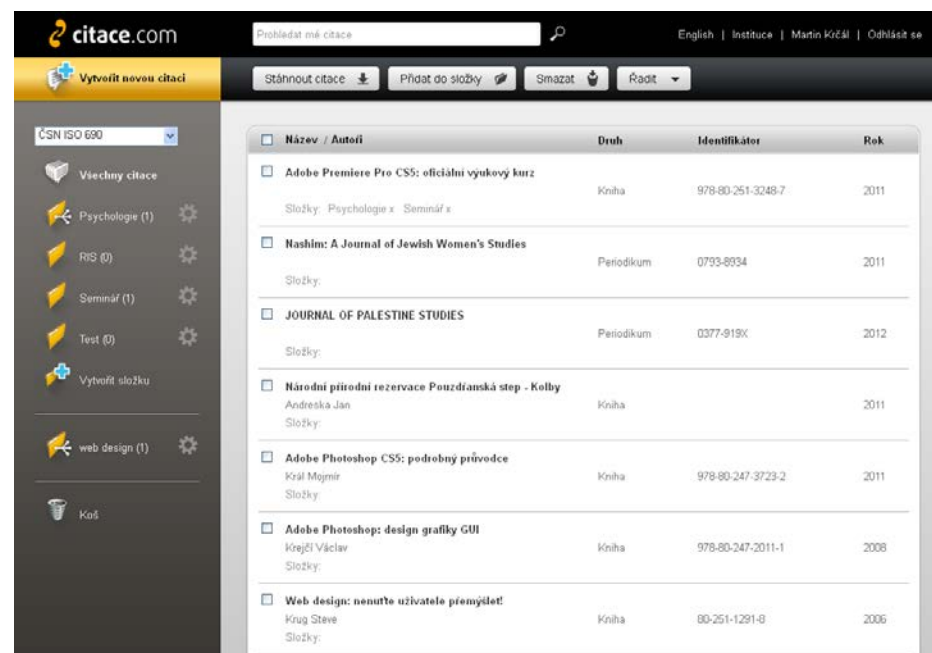 citace.com
Prohledat mé citace
English | Instituce | Martin Krčál | Odhlásit se
Vytvořit novou citaci
Stáhnout citace
Přidat do složky
Smazat
Řadit
ČSN ISO 690
Všechny citace
Psychologie (1)
RIS (0)
Seminář (1)
Test (0)
Vytvořit složku
web design (1)
Koš
Název / Autoři Druh Identifikátor Rok
Adobe Premiere Pro CS5: oficiální výukový kurz
Kniha 978-80-251-3248-7 2011
Složky: Psychologie x Seminář x
Nashim: A Journal of Jewish Women's Studies
Periodikum 0793-8934 2011
Složky:
JOURNAL OF PALESTINE STUDIES
Periodikum 0377-919X 2012
Složky:
Národní přírodní rezervace Pouzdřanská step - Kolby
Andreska Jan Kniha 2011
Složky:
Adobe Photoshop CS5: podrobný průvodce
Král Mojmír Kniha 978-80-247-3723-2 2011
Složky:
Adobe Photoshop: design grafiky GUI
Krejčí Václav Kniha 978-80-247-2011-1 2008
Složky:
Web design: nenuťte uživatele přemýšlet!
Krug Steve Kniha 80-251-1291-8 2006
Složky: